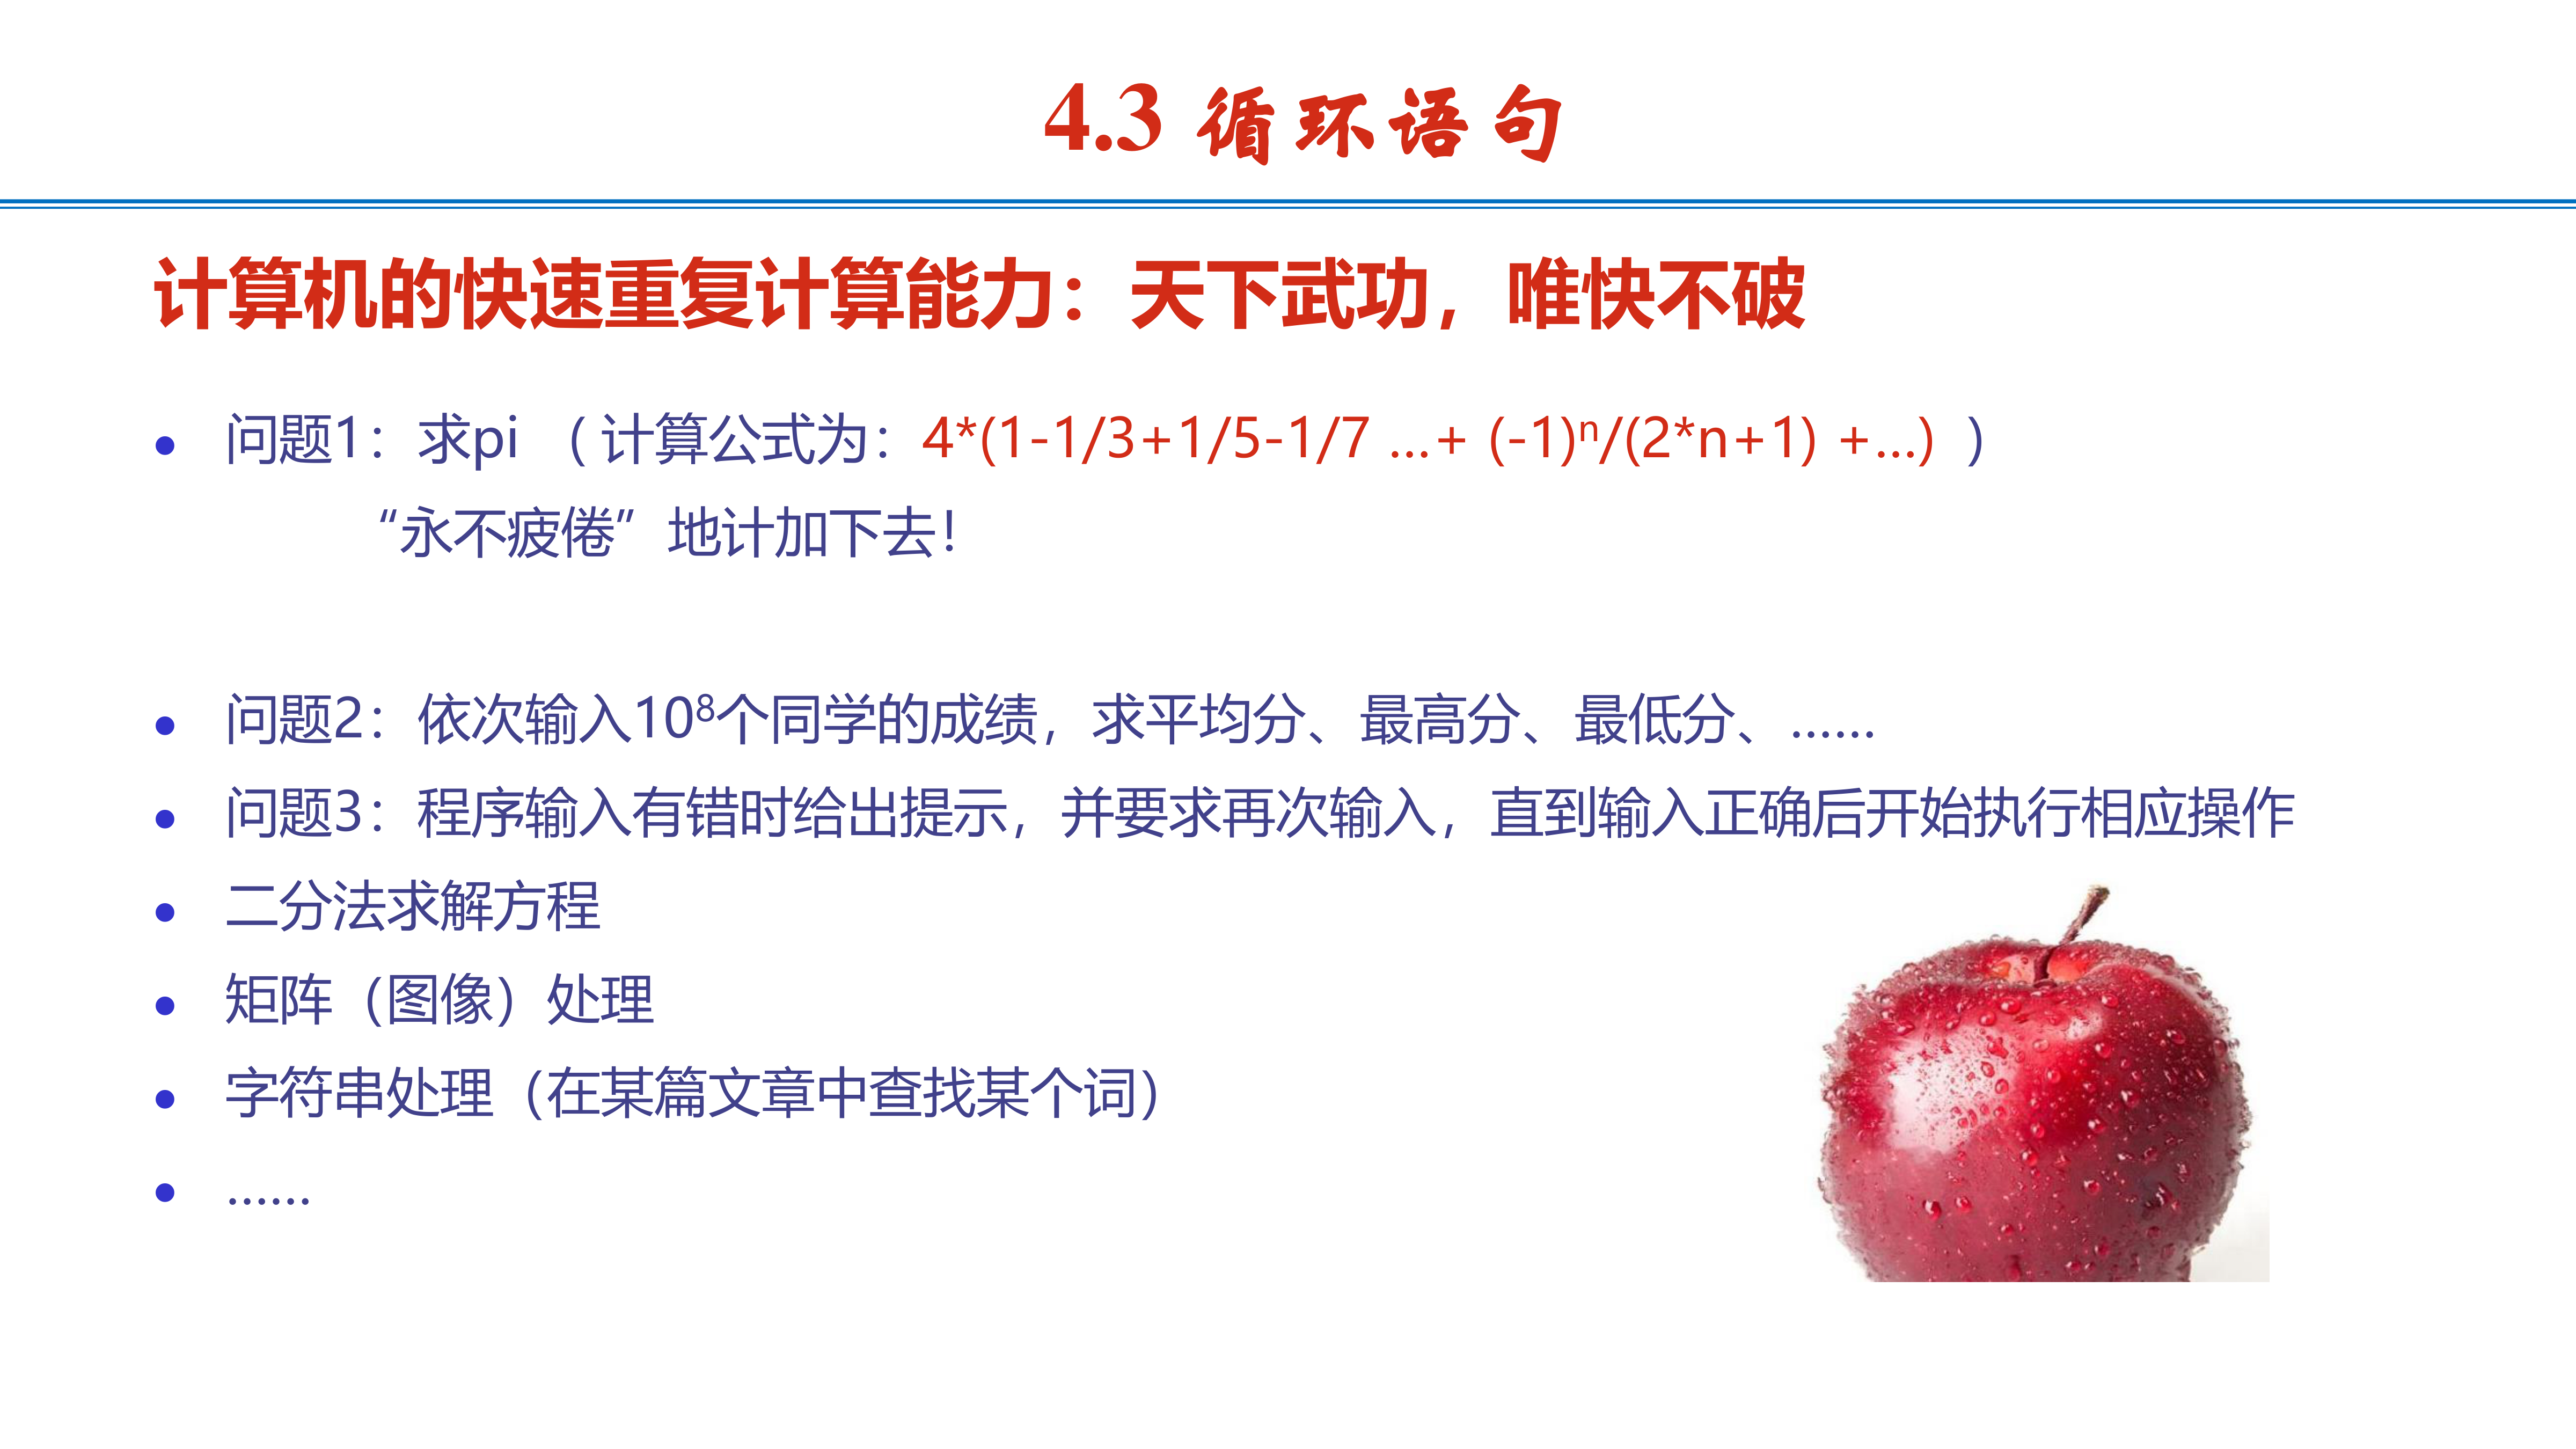 4.3 循环语句
计算机的快速重复计算能力：天下武功，唯快不破
● 问题1：求pi （ 计算公式为：4*(1-1/3+1/5-1/7 …+ (-1)ⁿ/(2*n+1) +…) ）
“永不疲倦”地计加下去！
● 问题2：依次输入10⁸个同学的成绩，求平均分、最高分、最低分、……
● 问题3：程序输入有错时给出提示，并要求再次输入，直到输入正确后开始执行相应操作
● 二分法求解方程
● 矩阵（图像）处理
● 字符串处理（在某篇文章中查找某个词）
● ……